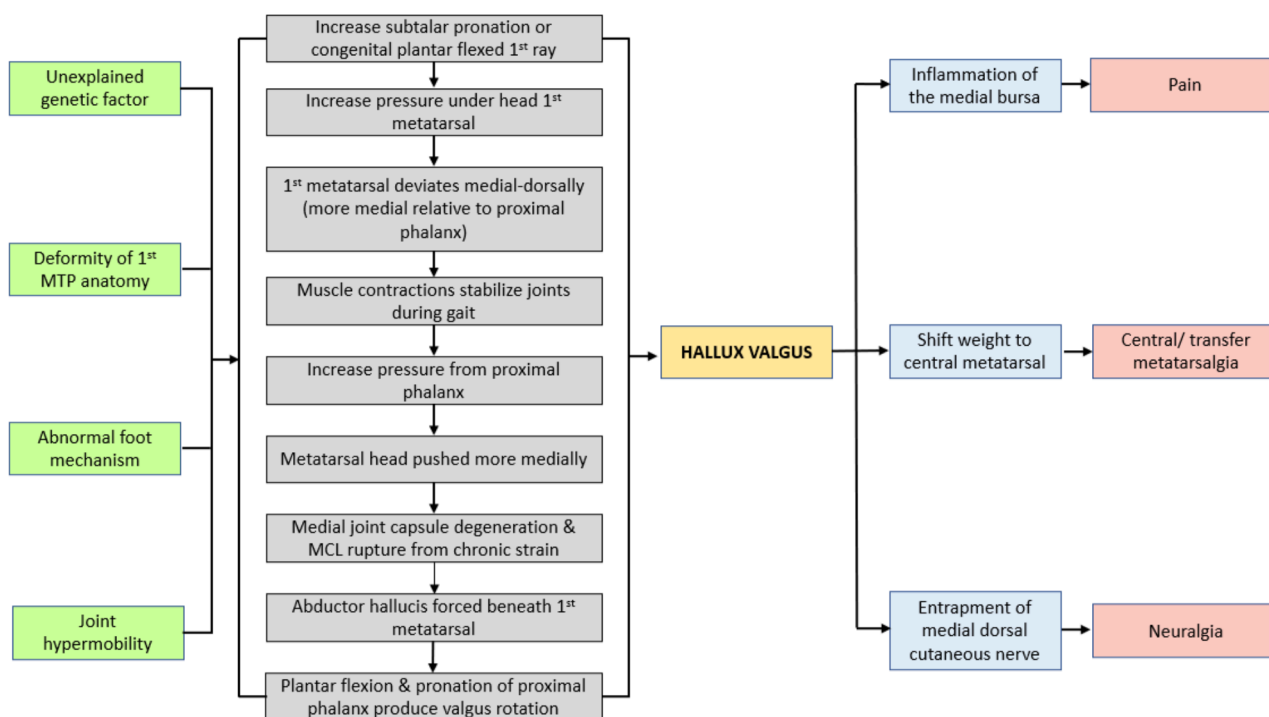 Unexplained
genetic factor
Deformity of 1st
MTP anatomy
Abnormal foot
mechanism
Joint
hypermobility
Increase subtalar pronation or
congenital plantar flexed 1st ray
Increase pressure under head 1st
metatarsal
1st metatarsal deviates medial-dorsally
(more medial relative to proximal
phalanx)
Muscle contractions stabilize joints
during gait
Increase pressure from proximal
phalanx
Metatarsal head pushed more medially
Medial joint capsule degeneration &
MCL rupture from chronic strain
Abductor hallucis forced beneath 1st
metatarsal
Plantar flexion & pronation of proximal
phalanx produce valgus rotation
HALLUX VALGUS
Inflammation of
the medial bursa
Pain
Shift weight to
central metatarsal
Central/ transfer
metatarsalgia
Entrapment of
medial dorsal
cutaneous nerve
Neuralgia